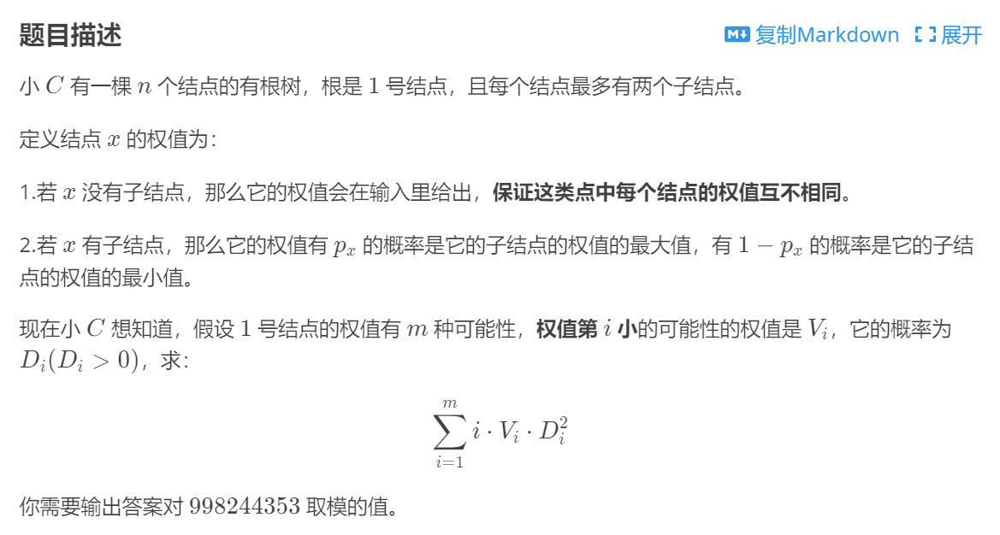 题目描述
复制Markdown 展开
小 C 有一棵 n 个结点的有根树，根是 1 号结点，且每个结点最多有两个子结点。
定义结点 x 的权值为：
1.若 x 没有子结点，那么它的权值会在输入里给出，保证这类点中每个结点的权值互不相同。
2.若 x 有子结点，那么它的权值有 p_x 的概率是它的子结点的权值的最大值，有 1 − p_x 的概率是它的子结
点的权值的最小值。
现在小 C 想知道，假设 1 号结点的权值有 m 种可能性，权值第 i 小的可能性的权值是 V_i，它的概率为
D_i(D_i > 0)，求：
\sum_{i=1}^{m} i · V_i · D_i^2
你需要输出答案对 998244353 取模的值。